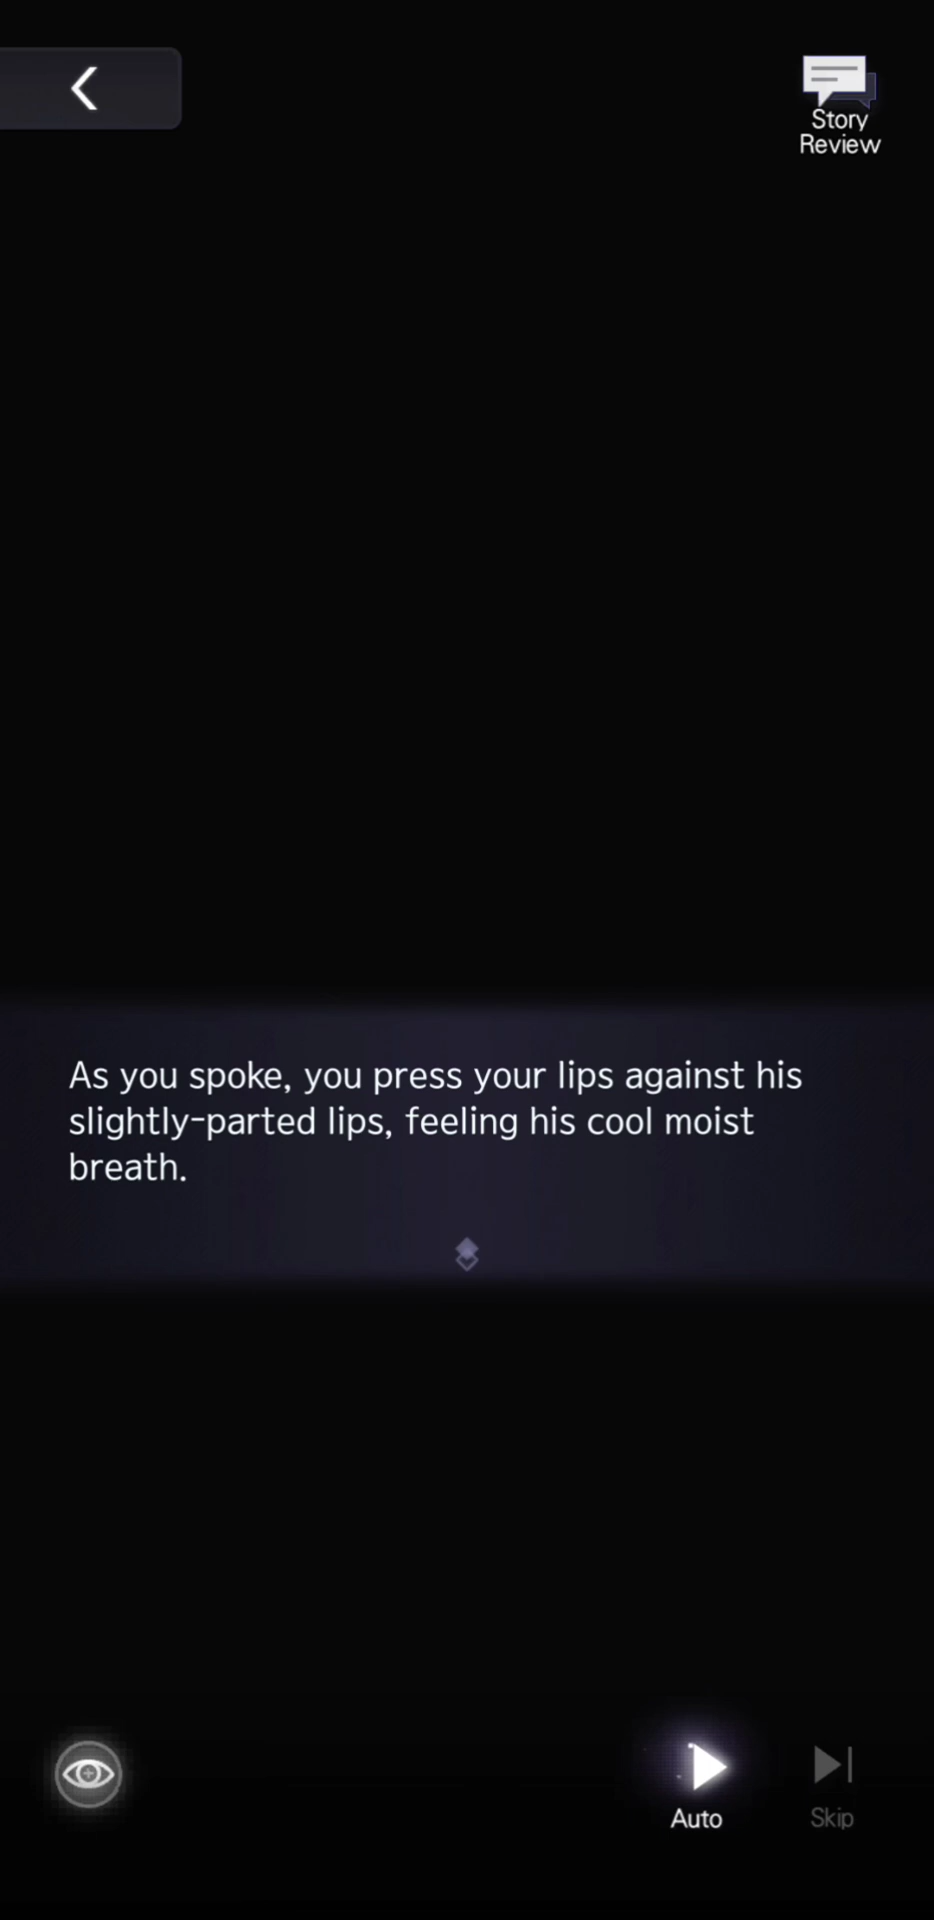 Story
Review
As you spoke, you press your lips against his
slightly-parted lips, feeling his cool moist
breath.
Auto
Skip